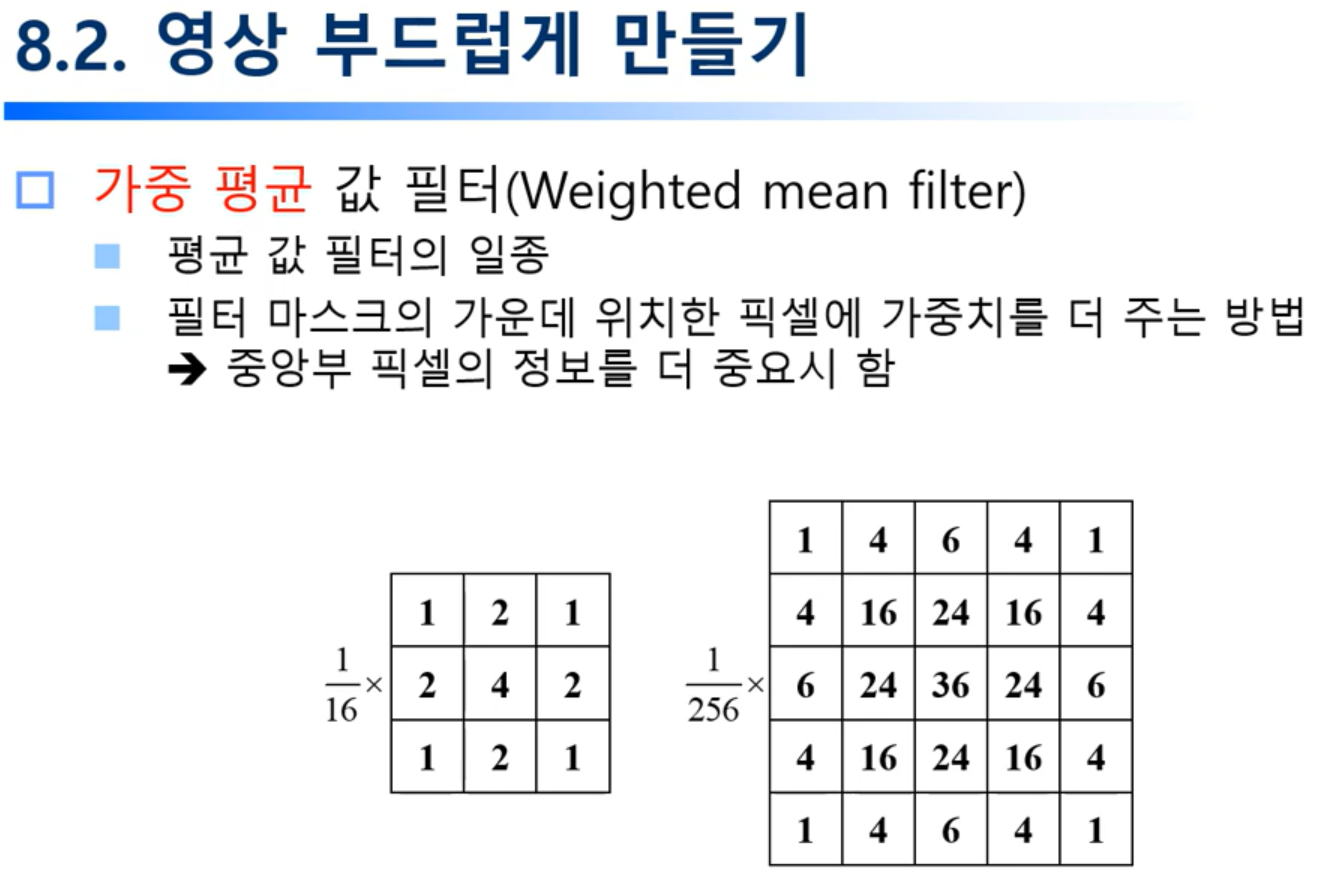 8.2. 영상 부드럽게 만들기
가중 평균 값 필터(Weighted mean filter)
평균 값 필터의 일종
필터 마스크의 가운데 위치한 픽셀에 가중치를 더 주는 방법
➔ 중앙부 픽셀의 정보를 더 중요시 함
1/16 ×
1 2 1
2 4 2
1 2 1
1/256 ×
1 4 6 4 1
4 16 24 16 4
6 24 36 24 6
4 16 24 16 4
1 4 6 4 1